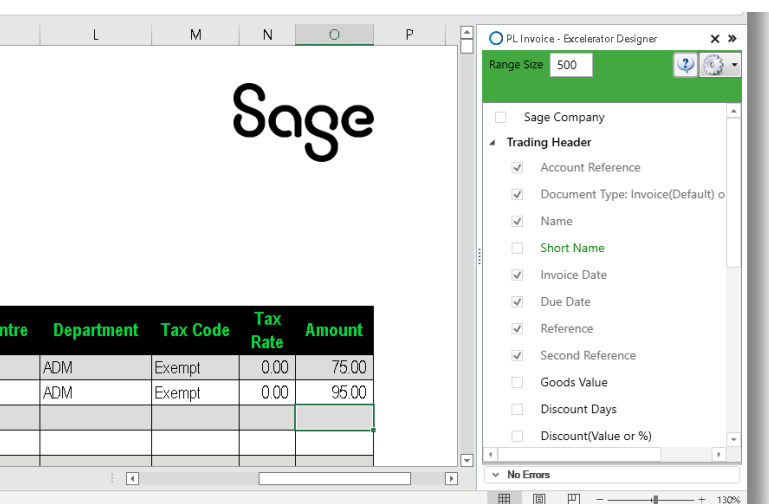 L M N O P
PL Invoice - Excelerator Designer
Range Size 500
Sage
Sage Company
Trading Header
Account Reference
Document Type: Invoice(Default) o
Name
Short Name
Invoice Date
Due Date
Reference
Second Reference
Goods Value
Discount Days
Discount(Value or %)
No Errors
ntre Department Tax Code Tax Rate Amount
ADM Exempt 0.00 75.00
ADM Exempt 0.00 95.00
130%